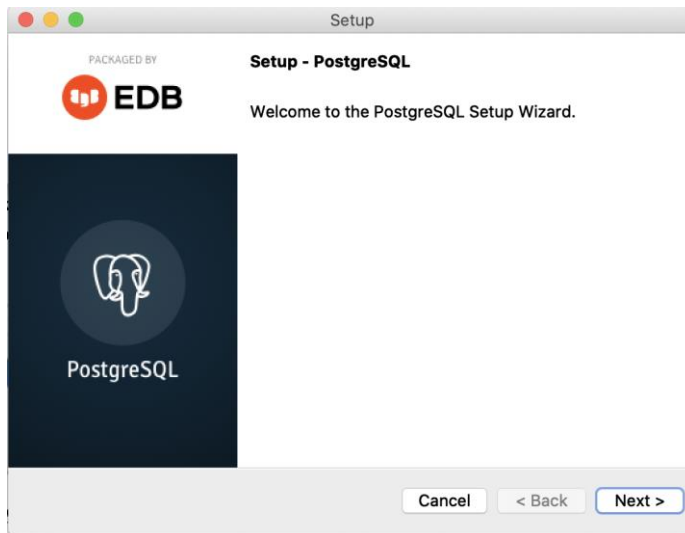 Setup
PACKAGED BY
EDB
Setup - PostgreSQL
Welcome to the PostgreSQL Setup Wizard.
PostgreSQL
Cancel
< Back
Next >